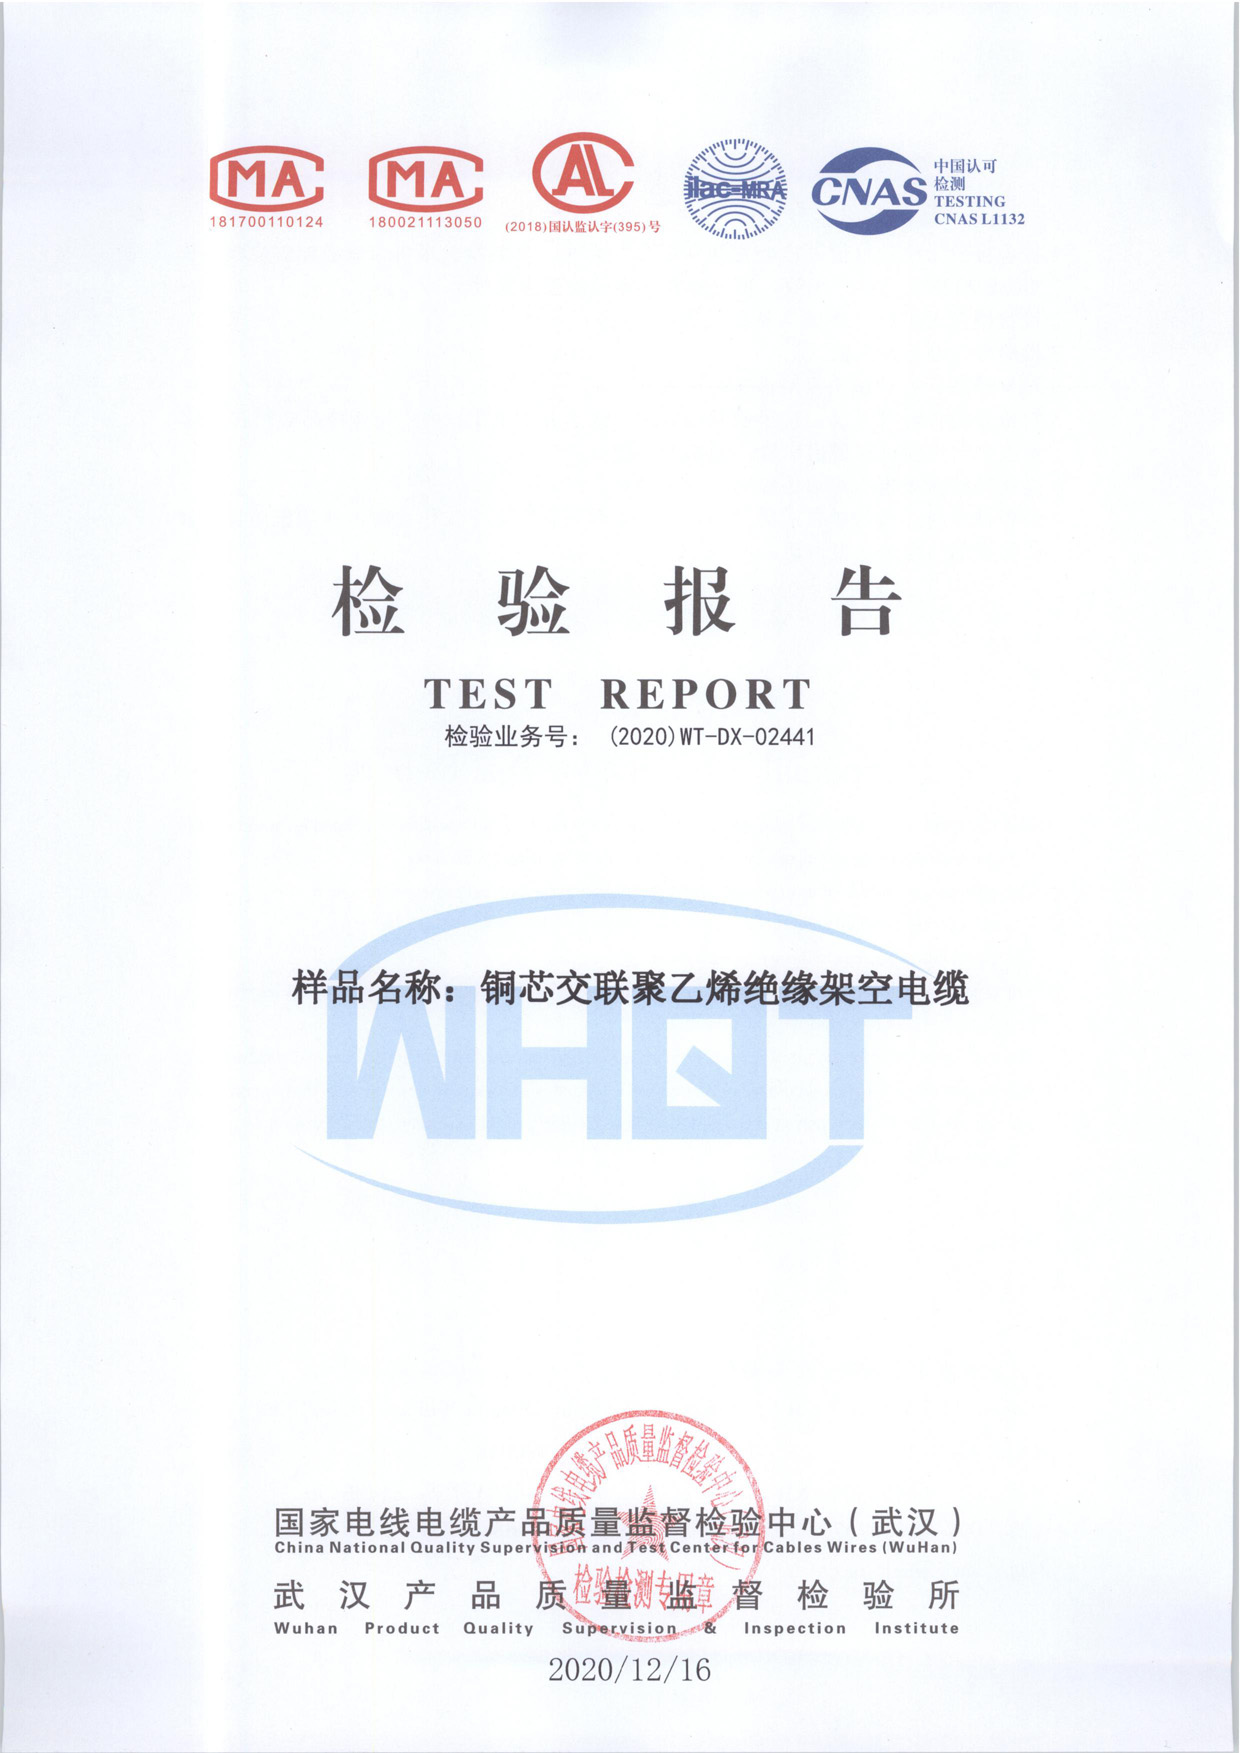 MA
181700110124
MA
180021113050
AL
(2018)国认监认字(395)号
ilac-MRA
CNAS
中国认可
检测
TESTING
CNAS L1132
检 验 报 告
TEST REPORT
检验业务号： (2020)WT-DX-02441
样品名称：铜芯交联聚乙烯绝缘架空电缆
WHQT
国家电线电缆产品质量监督检验中心（武汉）
China National Quality Supervision and Test Center for Cables Wires (WuHan)
武汉产品质量监督检验所
Wuhan Product Quality Supervision & Inspection Institute
国家电线电缆产品质量监督检验中心(武汉)
检验检测专用章
2020/12/16